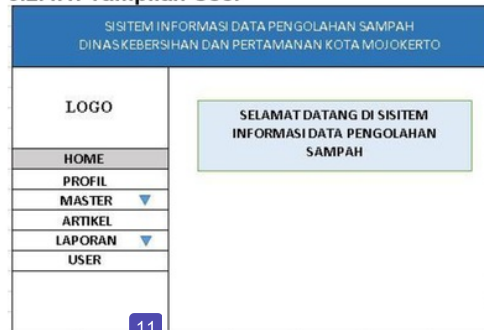 SISITEM INFORMASI DATA PENGOLAHAN SAMPAH
DINAS KEBERSIHAN DAN PERTAMANAN KOTA MOJOKERTO
LOGO
SELAMAT DATANG DI SISITEM
INFORMASI DATA PENGOLAHAN
SAMPAH
HOME
PROFIL
MASTER
ARTIKEL
LAPORAN
USER
11